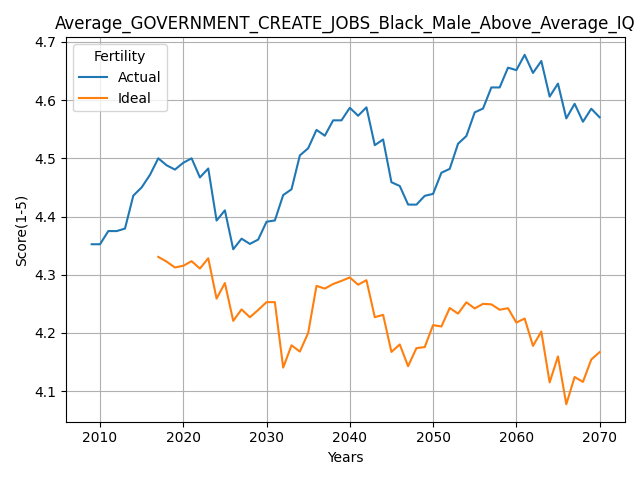 Average_GOVERNMENT_CREATE_JOBS_Black_Male_Above_Average_IQ
Fertility
Actual
Ideal
Score(1-5)
4.7
4.6
4.5
4.4
4.3
4.2
4.1
2010 2020 2030 2040 2050 2060 2070
Years